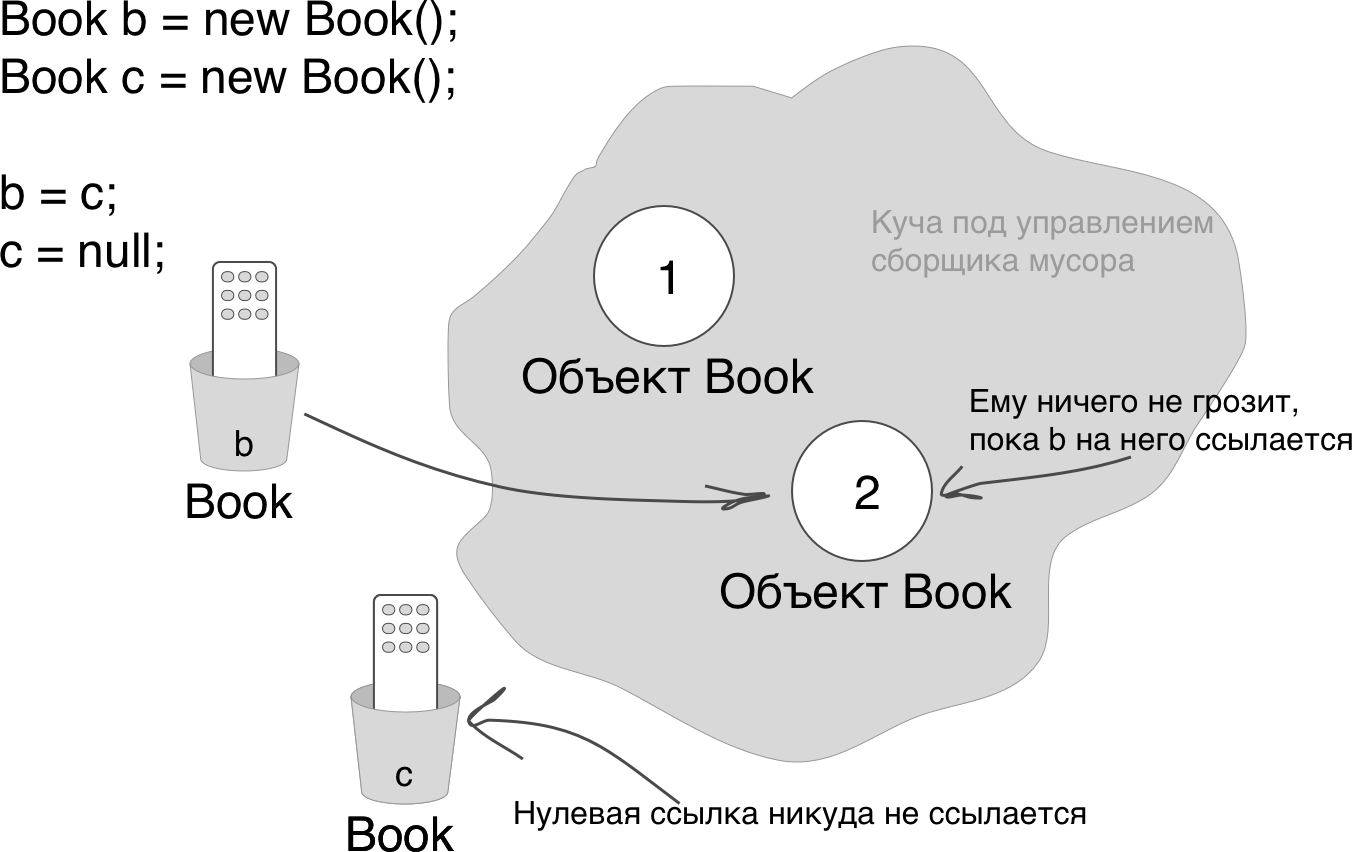 Book b = new Book();
Book c = new Book();
b = c;
c = null;
Куча под управлением
сборщика мусора
1
Объект Book
Ему ничего не грозит,
пока b на него ссылается
b
Book
2
Объект Book
c
Book
Нулевая ссылка никуда не ссылается